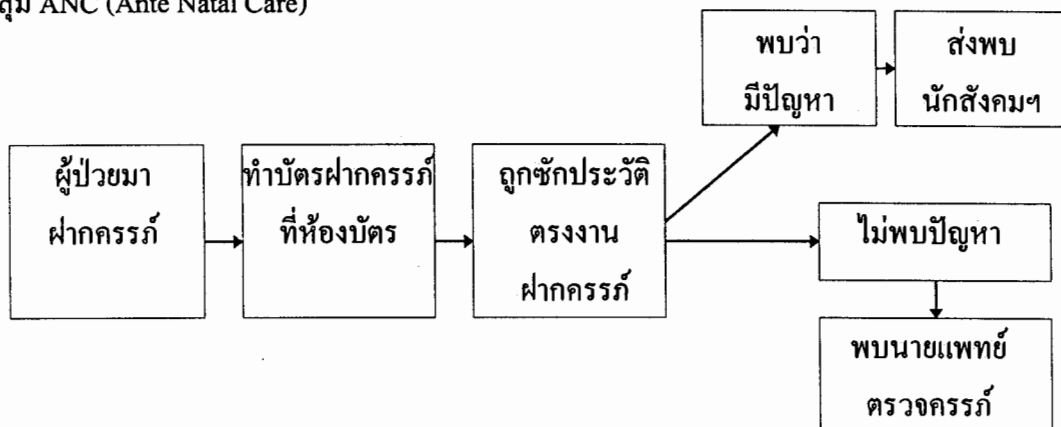 ANC (Ante Natal Care)
พบว่า
มีปัญหา
ส่งพบ
นักสังคมฯ
ผู้ป่วยมา
ฝากครรภ์
ทำบัตรฝากครรภ์
ที่ห้องบัตร
ถูกซักประวัติ
ตรงงาน
ฝากครรภ์
ไม่พบปัญหา
พบนายแพทย์
ตรวจครรภ์